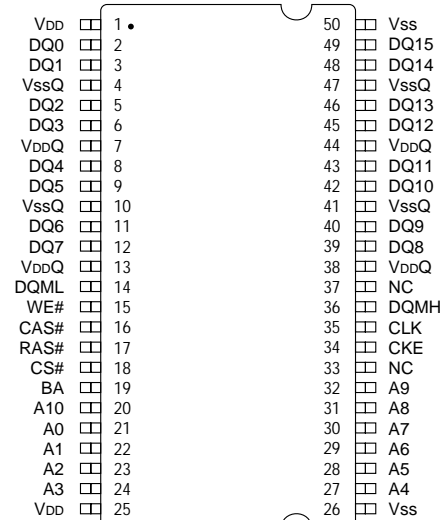 VDD 1 50 Vss
DQ0 2 49 DQ15
DQ1 3 48 DQ14
VssQ 4 47 VssQ
DQ2 5 46 DQ13
DQ3 6 45 DQ12
VDDQ 7 44 VDDQ
DQ4 8 43 DQ11
DQ5 9 42 DQ10
VssQ 10 41 VssQ
DQ6 11 40 DQ9
DQ7 12 39 DQ8
VDDQ 13 38 VDDQ
DQML 14 37 NC
WE# 15 36 DQMH
CAS# 16 35 CLK
RAS# 17 34 CKE
CS# 18 33 NC
BA 19 32 A9
A10 20 31 A8
A0 21 30 A7
A1 22 29 A6
A2 23 28 A5
A3 24 27 A4
VDD 25 26 Vss